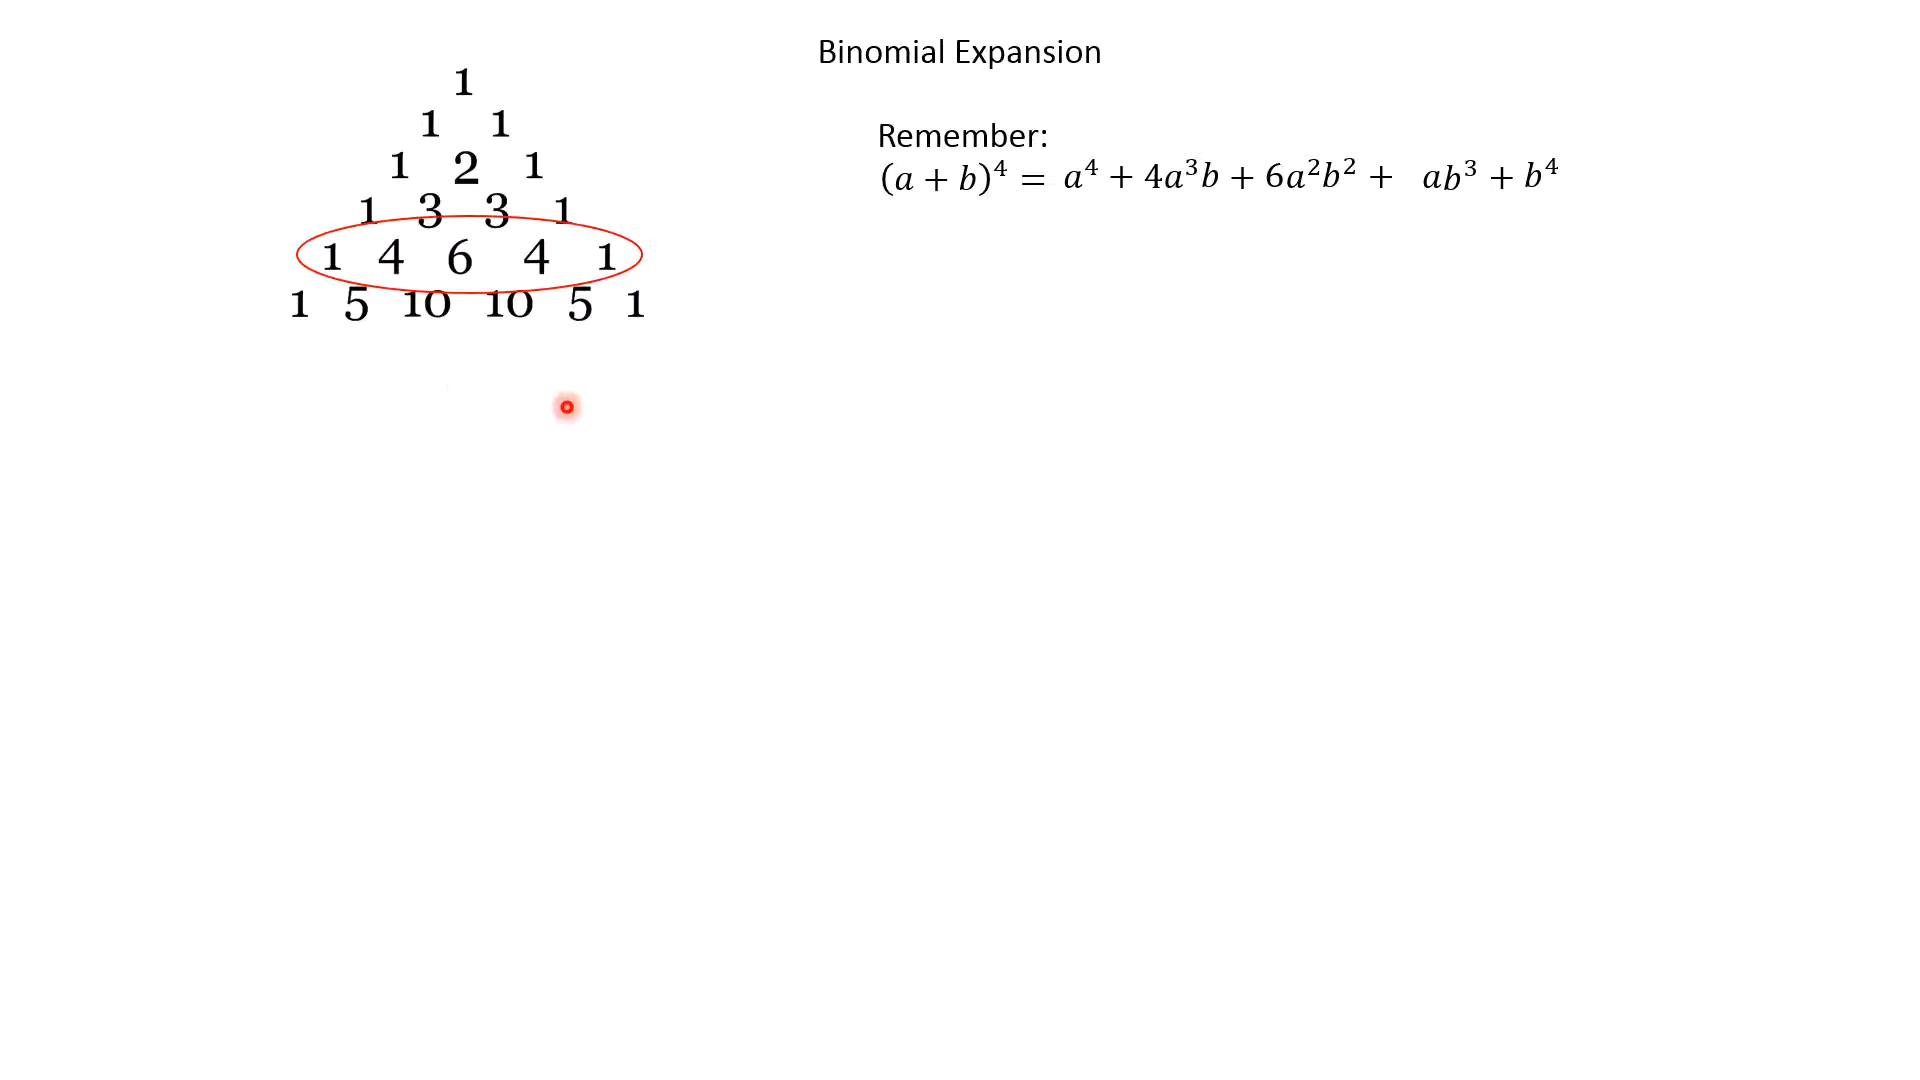 Binomial Expansion
1
1 1
1 2 1
1 3 3 1
1 4 6 4 1
1 5 10 10 5 1
Remember:
(a + b)⁴ = a⁴ + 4a³b + 6a²b² + ab³ + b⁴